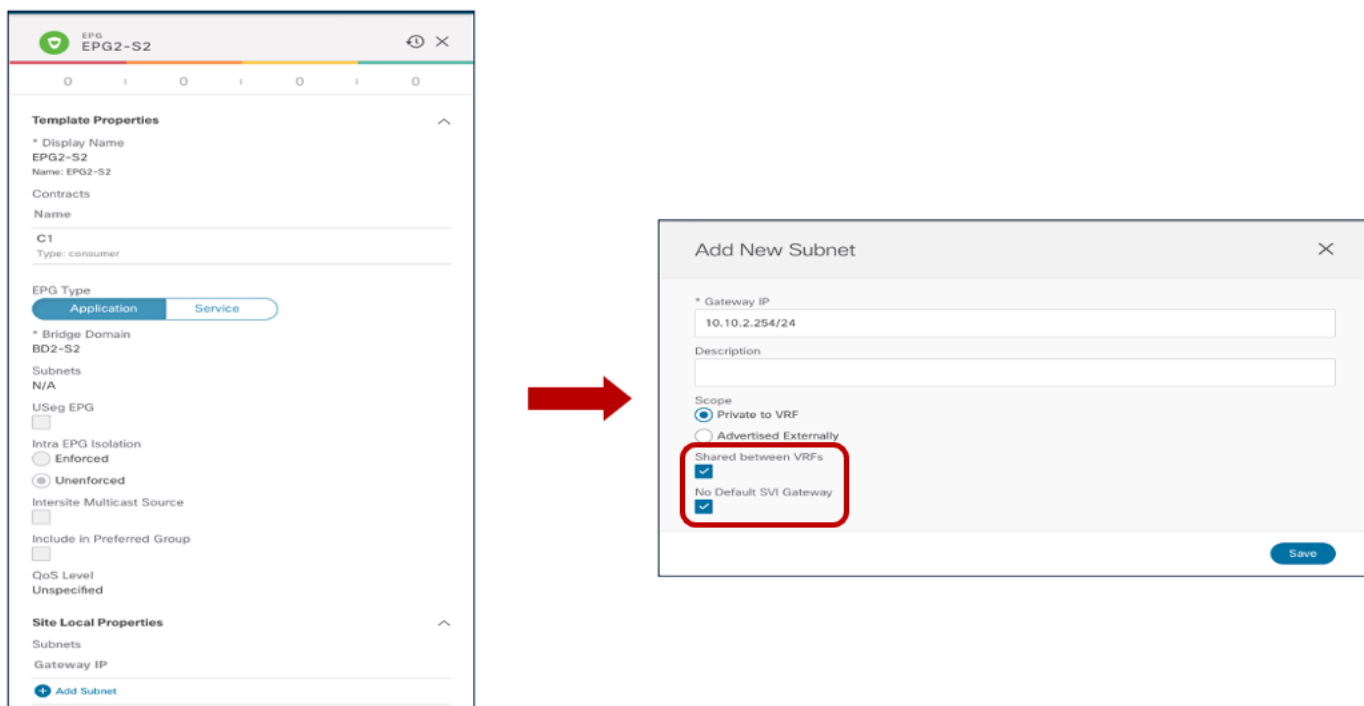 EPG
EPG2-S2
0 0 0 0
Template Properties
* Display Name
EPG2-S2
Name: EPG2-S2
Contracts
Name
C1
Type: consumer
EPG Type
Application Service
* Bridge Domain
BD2-S2
Subnets
N/A
USeg EPG
Intra EPG Isolation
Enforced
Unenforced
Intersite Multicast Source
Include in Preferred Group
QoS Level
Unspecified
Site Local Properties
Subnets
Gateway IP
Add Subnet
Add New Subnet
* Gateway IP
10.10.2.254/24
Description
Scope
Private to VRF
Advertised Externally
Shared between VRFs
No Default SVI Gateway
Save